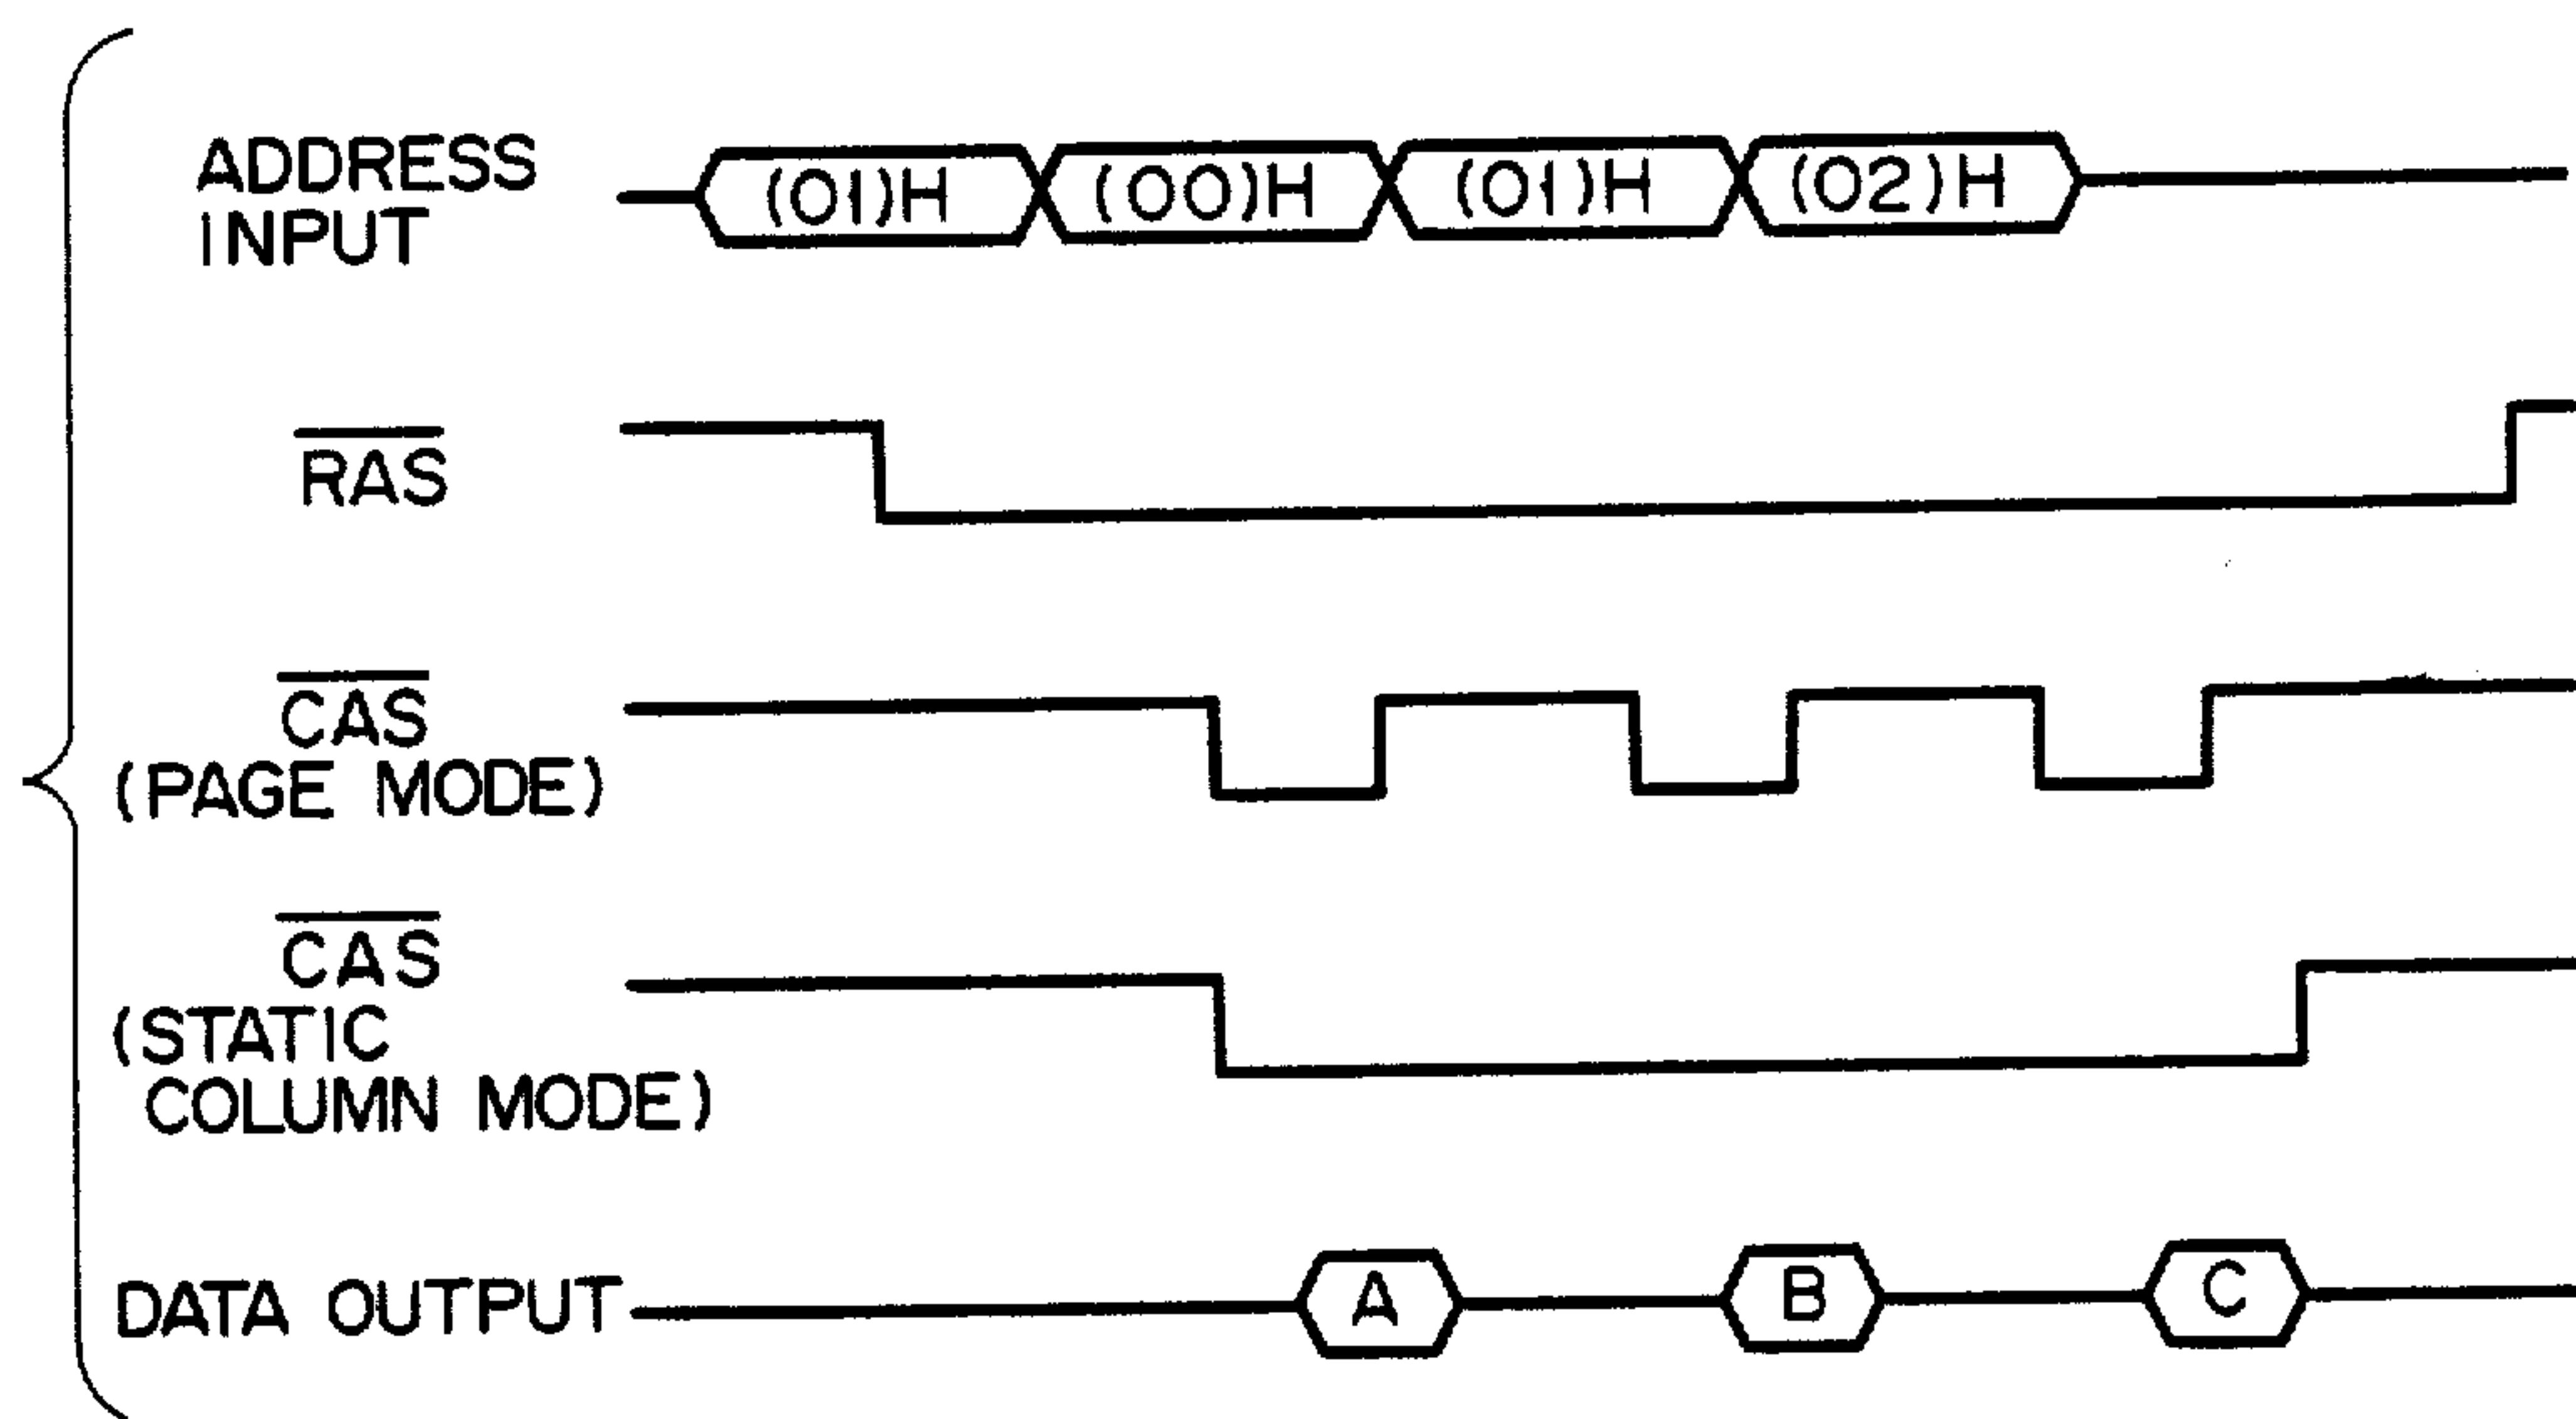 ADDRESS
INPUT
(01)H
(00)H
(01)H
(02)H
RAS
CAS
(PAGE MODE)
CAS
(STATIC
COLUMN MODE)
DATA OUTPUT
A
B
C